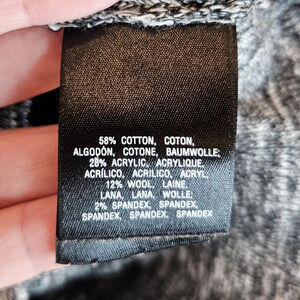 58% COTTON, COTON,
ALGODÓN, COTONE, BAUMWOLLE;
28% ACRYLIC, ACRYLIQUE,
ACRÍLICO, ACRILICO, ACRYL;
12% WOOL, LAINE,
LANA, LANA, WOLLE;
2% SPANDEX, SPANDEX,
SPANDEX, SPANDEX, SPANDEX